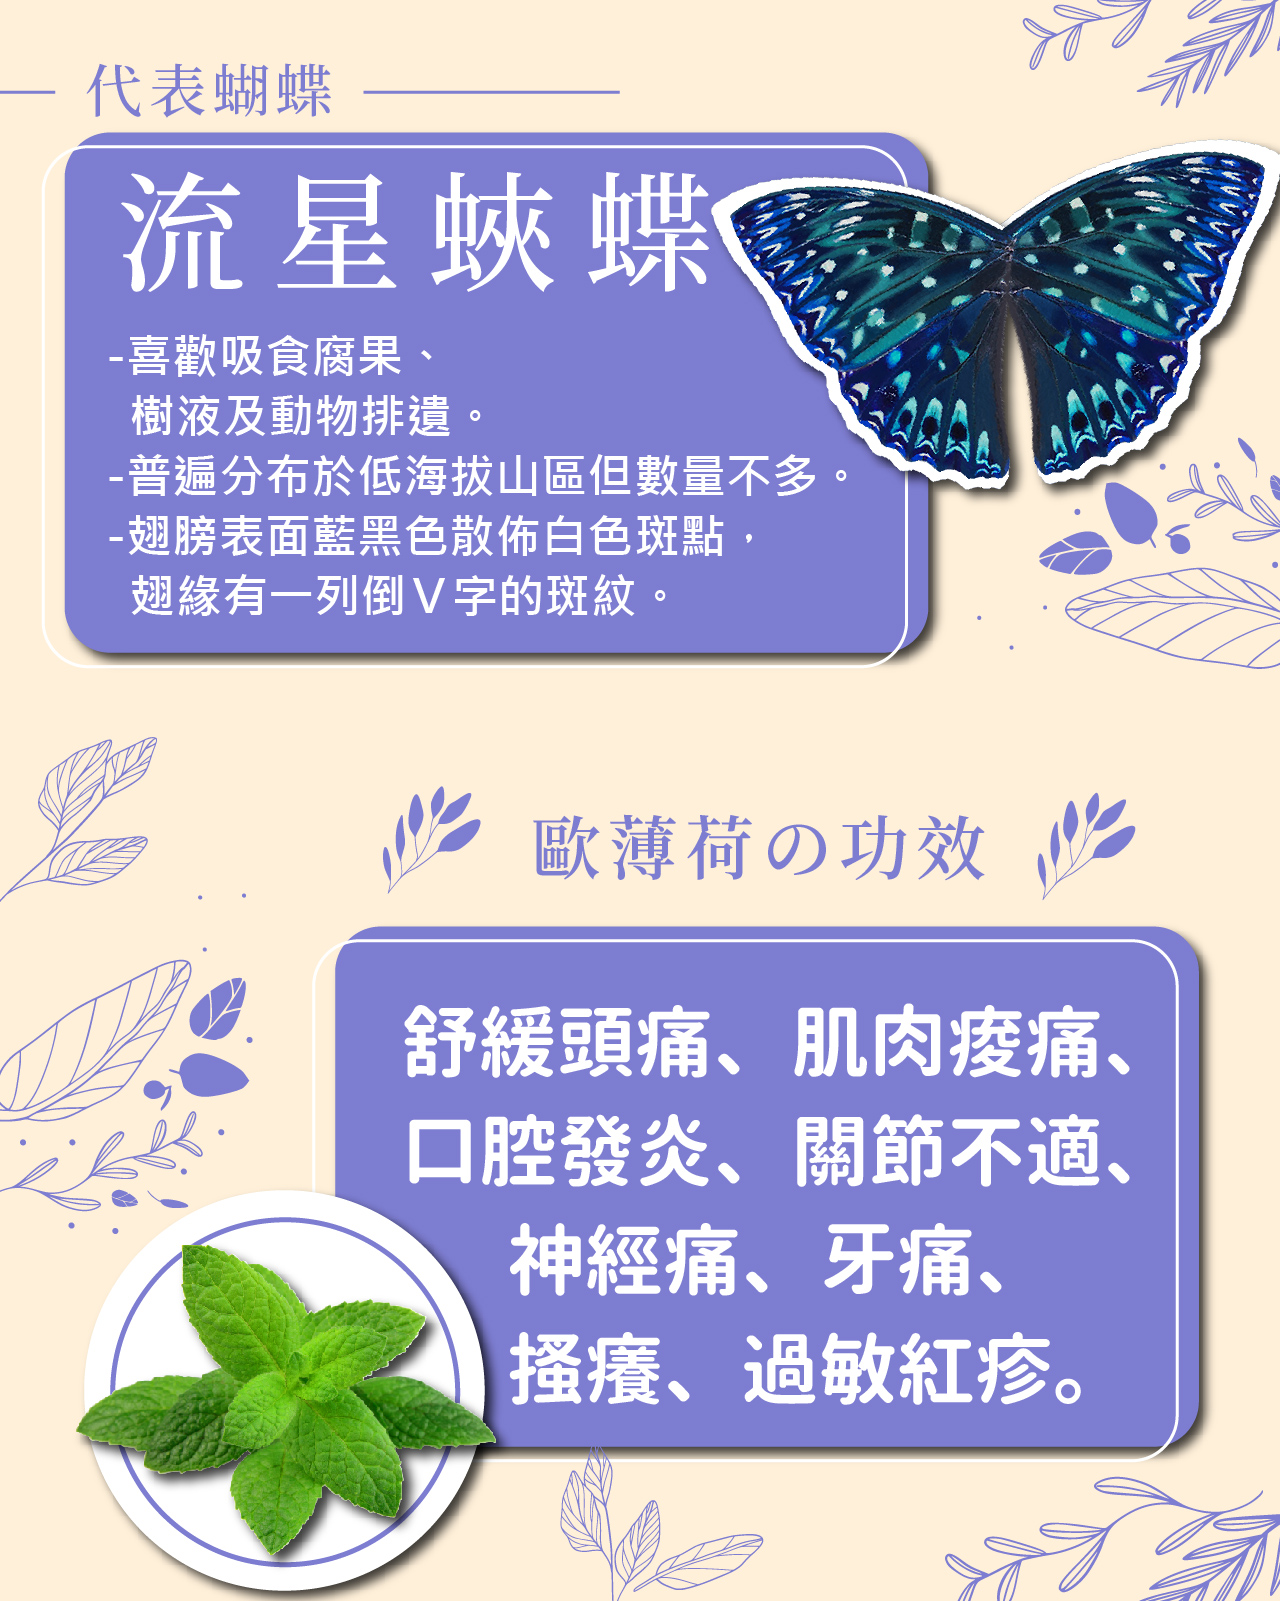 代表蝴蝶
流星蛺蝶
-喜歡吸食腐果、
樹液及動物排遺。
-普遍分布於低海拔山區但數量不多。
-翅膀表面藍黑色散佈白色斑點，
翅緣有一列倒V字的斑紋。
歐薄荷の功效
舒緩頭痛、肌肉痠痛、
口腔發炎、關節不適、
神經痛、牙痛、
搔癢、過敏紅疹。